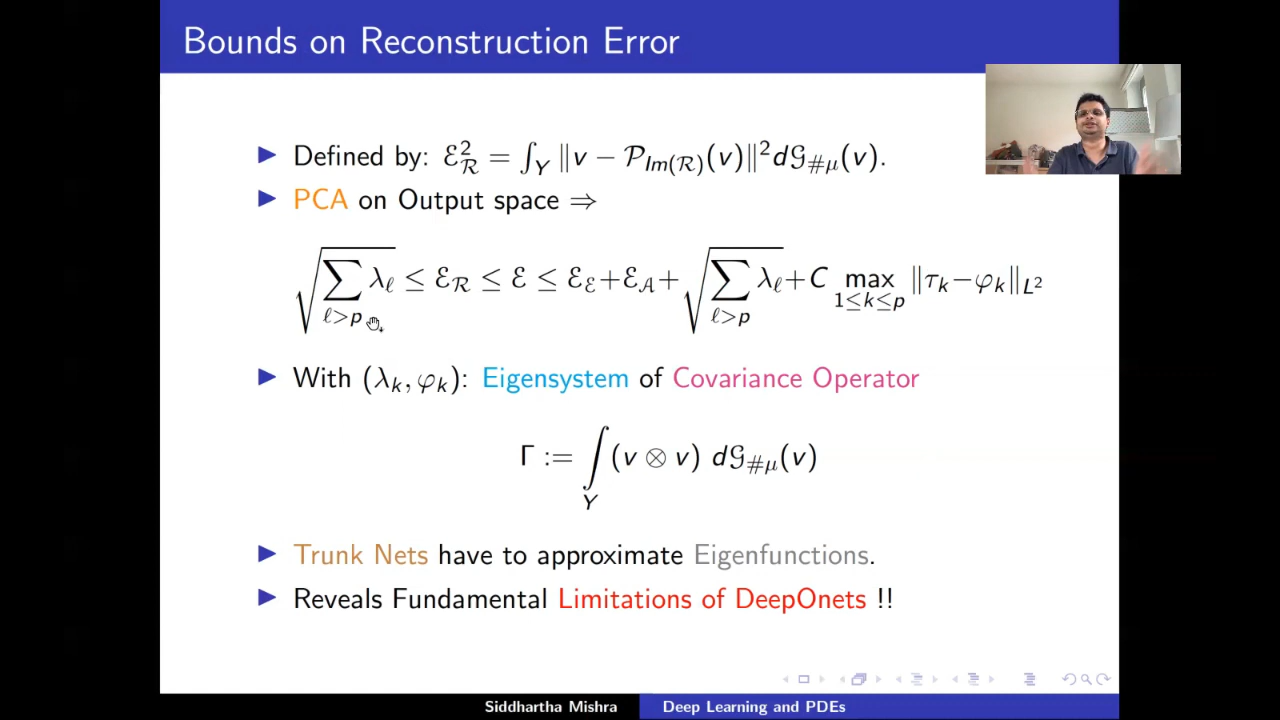 Bounds on Reconstruction Error
▶ Defined by: ℰ²_ℛ = ∫_Y ‖v − 𝒫_{Im(ℛ)}(v)‖² d𝒢_{#μ}(v).
▶ PCA on Output space ⇒
√(∑_{ℓ>p} λ_ℓ) ≤ ℰ_ℛ ≤ ℰ ≤ ℰ_ℰ+ℰ_𝒜+√(∑_{ℓ>p} λ_ℓ)+C max_{1≤k≤p} ‖τ_k−φ_k‖_{L²}
▶ With (λ_k, φ_k): Eigensystem of Covariance Operator
Γ := ∫_Y (v ⊗ v) d𝒢_{#μ}(v)
▶ Trunk Nets have to approximate Eigenfunctions.
▶ Reveals Fundamental Limitations of DeepOnets !!
Siddhartha Mishra Deep Learning and PDEs